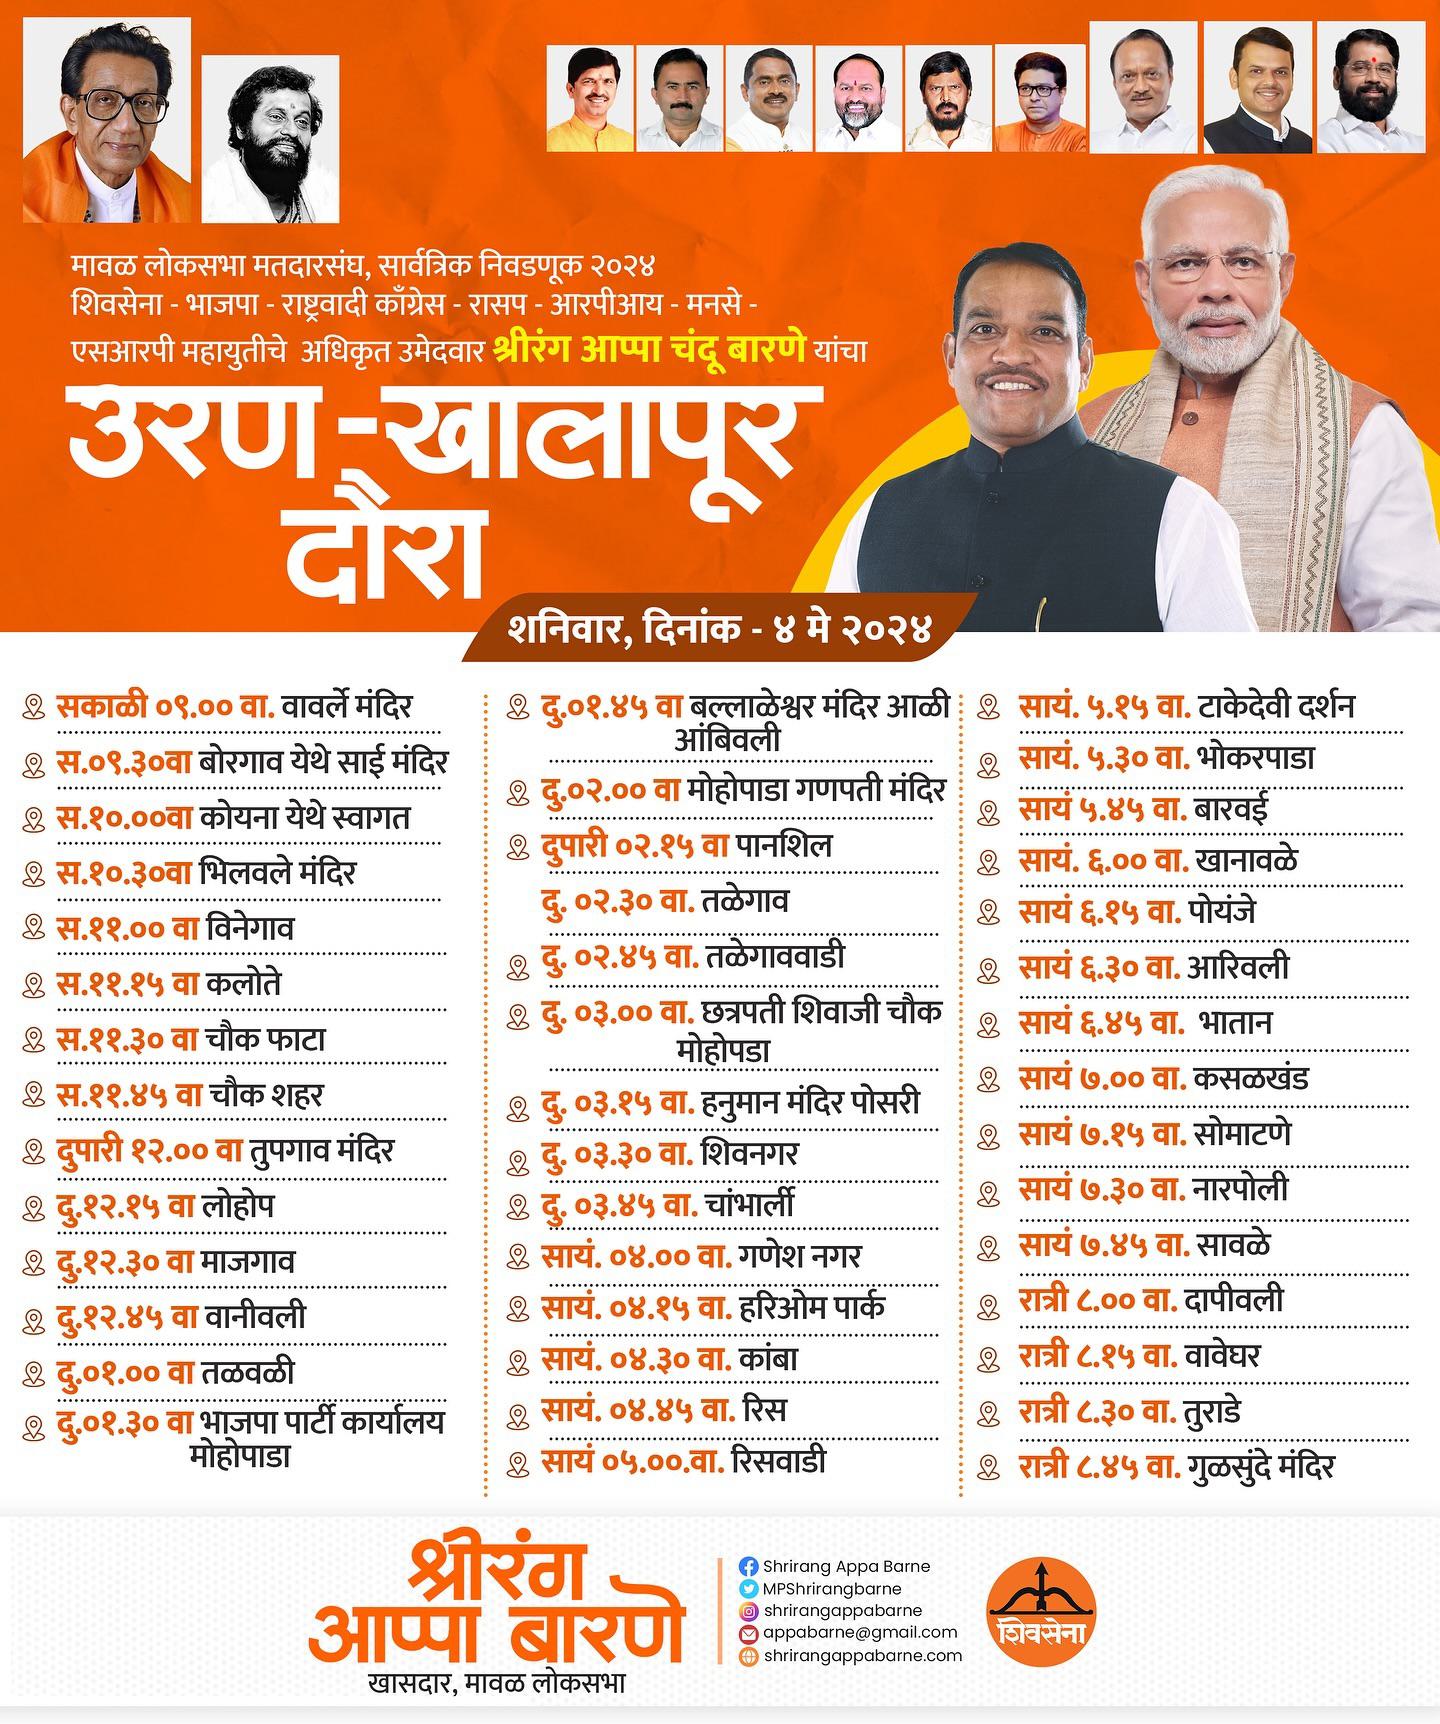 मावळ लोकसभा मतदारसंघ, सार्वत्रिक निवडणूक २०२४
शिवसेना - भाजपा - राष्ट्रवादी काँग्रेस - रासप - आरपीआय - मनसे -
एसआरपी महायुतीचे अधिकृत उमेदवार श्रीरंग आप्पा चंदू बारणे यांचा
उरण-खालापूर
दौरा
शनिवार, दिनांक - ४ मे २०२४
सकाळी ०९.०० वा. वावर्ले मंदिर
स.०९.३०वा बोरगाव येथे साई मंदिर
स.१०.००वा कोयना येथे स्वागत
स.१०.३०वा भिलवले मंदिर
स.११.०० वा विनेगाव
स.११.१५ वा कलोते
स.११.३० वा चौक फाटा
स.११.४५ वा चौक शहर
दुपारी १२.०० वा तुपगाव मंदिर
दु.१२.१५ वा लोहोप
दु.१२.३० वा माजगाव
दु.१२.४५ वा वानीवली
दु.०१.०० वा तळवळी
दु.०१.३० वा भाजपा पार्टी कार्यालय
मोहोपाडा
दु.०१.४५ वा बल्लाळेश्वर मंदिर आळी
आंबिवली
दु.०२.०० वा मोहोपाडा गणपती मंदिर
दुपारी ०२.१५ वा पानशिल
दु. ०२.३० वा. तळेगाव
दु. ०२.४५ वा. तळेगाववाडी
दु. ०३.०० वा. छत्रपती शिवाजी चौक
मोहोपडा
दु. ०३.१५ वा. हनुमान मंदिर पोसरी
दु. ०३.३० वा. शिवनगर
दु. ०३.४५ वा. चांभार्ली
सायं. ०४.०० वा. गणेश नगर
सायं. ०४.१५ वा. हरिओम पार्क
सायं. ०४.३० वा. कांबा
सायं. ०४.४५ वा. रिस
सायं ०५.००.वा. रिसवाडी
सायं. ५.१५ वा. टाकेदेवी दर्शन
सायं. ५.३० वा. भोकरपाडा
सायं ५.४५ वा. बारवई
सायं. ६.०० वा. खानावळे
सायं ६.१५ वा. पोयंजे
सायं ६.३० वा. आरिवली
सायं ६.४५ वा. भातान
सायं ७.०० वा. कसळखंड
सायं ७.१५ वा. सोमाटणे
सायं ७.३० वा. नारपोली
सायं ७.४५ वा. सावळे
रात्री ८.०० वा. दापीवली
रात्री ८.१५ वा. वावेघर
रात्री ८.३० वा. तुराडे
रात्री ८.४५ वा. गुळसुंदे मंदिर
श्रीरंग
आप्पा बारणे
खासदार, मावळ लोकसभा
Shrirang Appa Barne
MPShrirangbarne
shrirangappabarne
appabarne@gmail.com
shrirangappabarne.com
शिवसेना